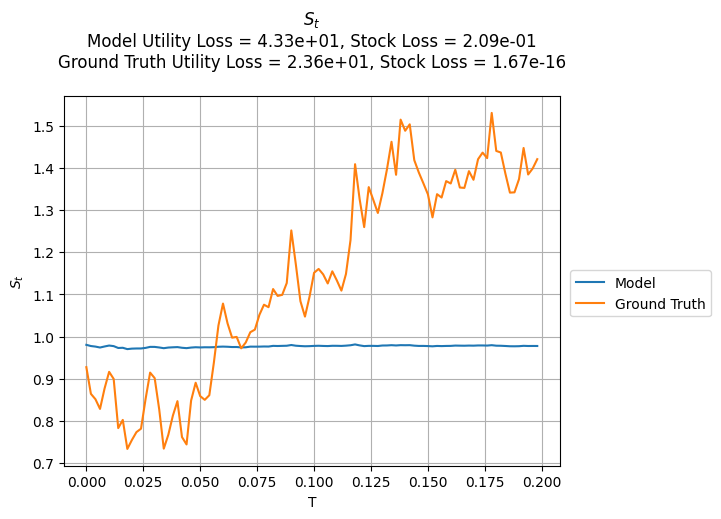 S_t
Model Utility Loss = 4.33e+01, Stock Loss = 2.09e-01
Ground Truth Utility Loss = 2.36e+01, Stock Loss = 1.67e-16
1.5
1.4
1.3
1.2
1.1
1.0
0.9
0.8
0.7
S_t
0.000 0.025 0.050 0.075 0.100 0.125 0.150 0.175 0.200
T
Model
Ground Truth